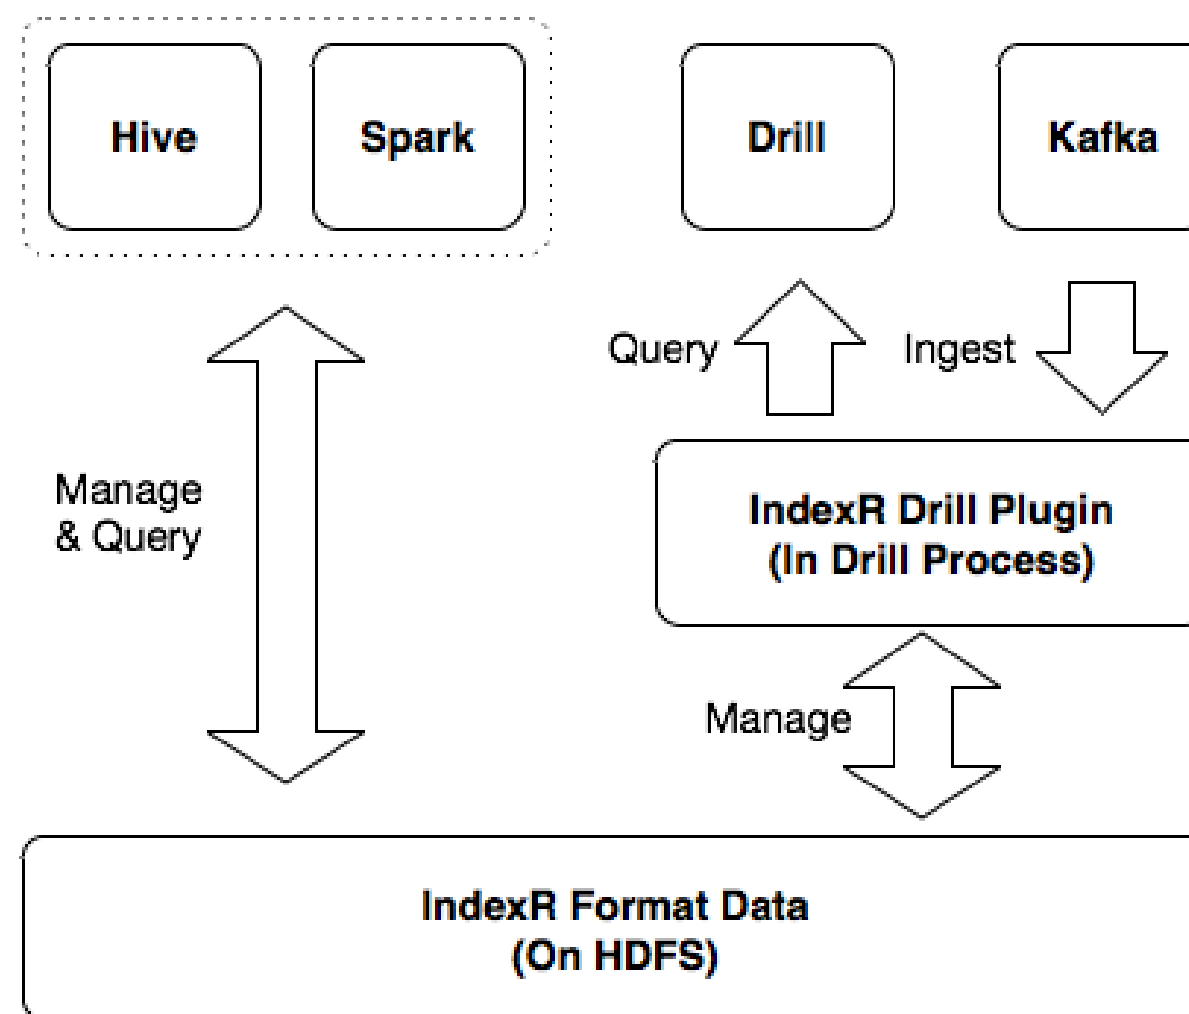 Hive
Spark
Drill
Kafka
Query
Ingest
Manage
& Query
IndexR Drill Plugin
(In Drill Process)
Manage
IndexR Format Data
(On HDFS)